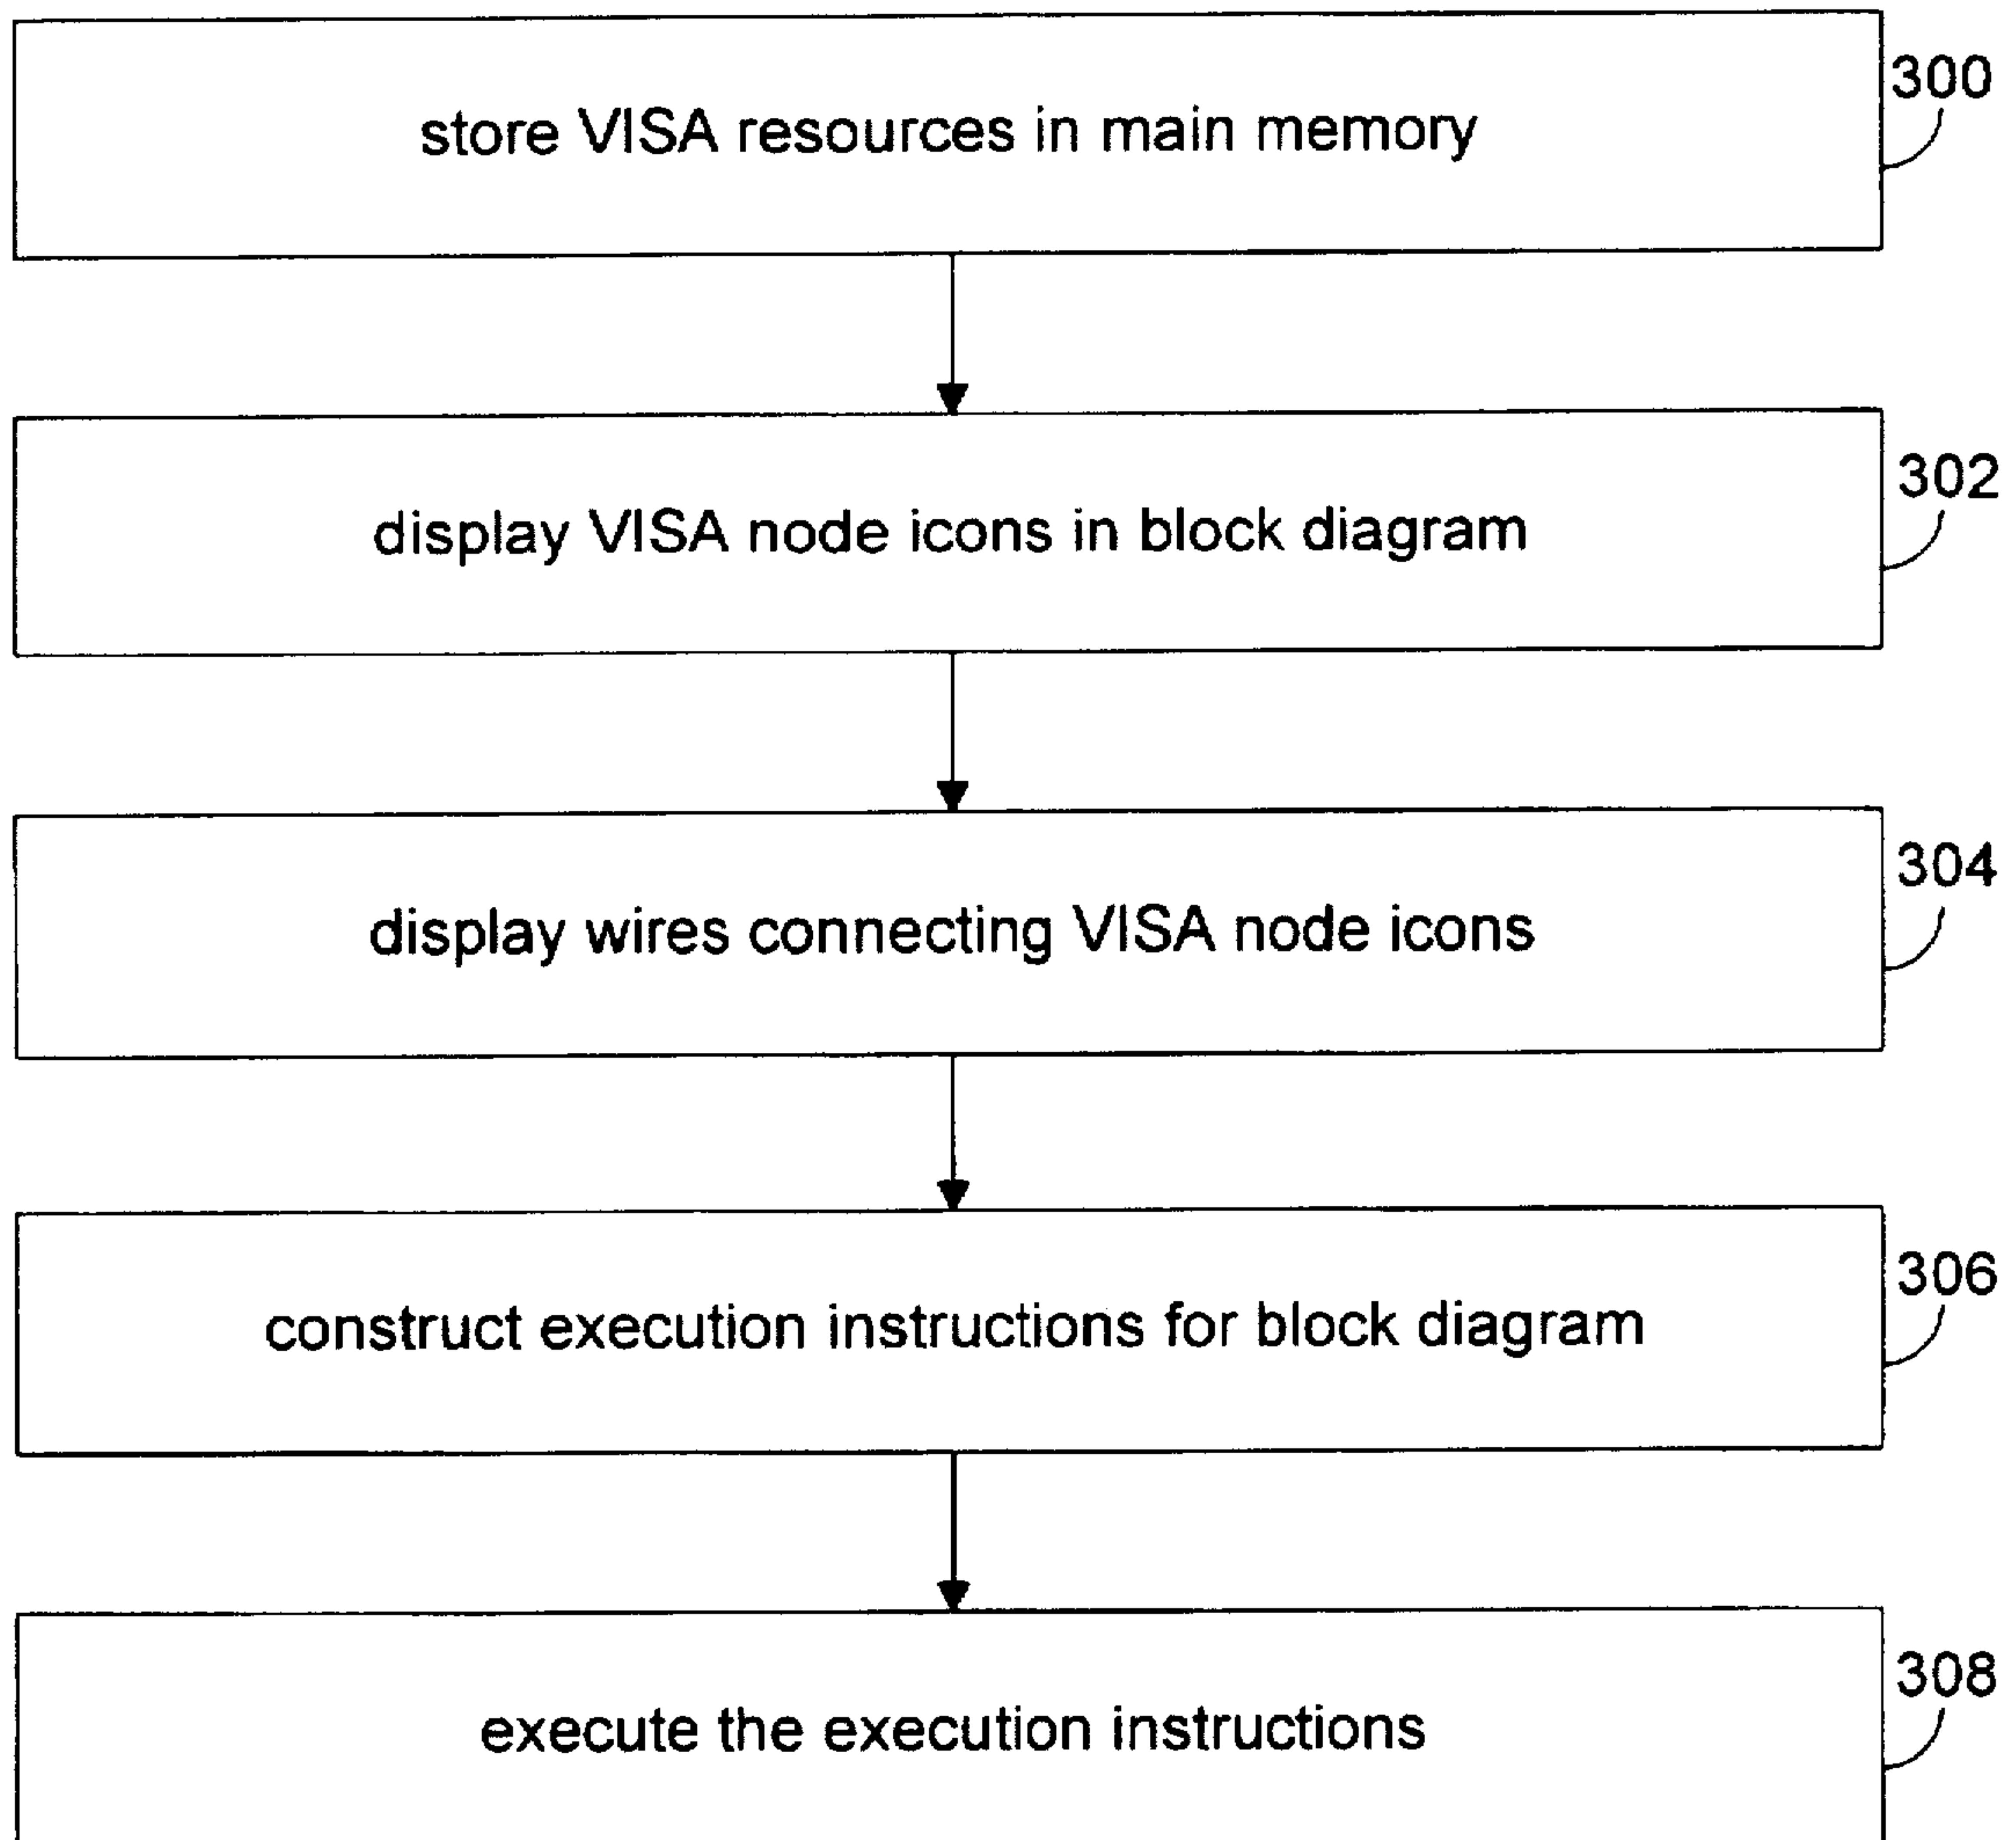 300
store VISA resources in main memory
302
display VISA node icons in block diagram
304
display wires connecting VISA node icons
306
construct execution instructions for block diagram
308
execute the execution instructions